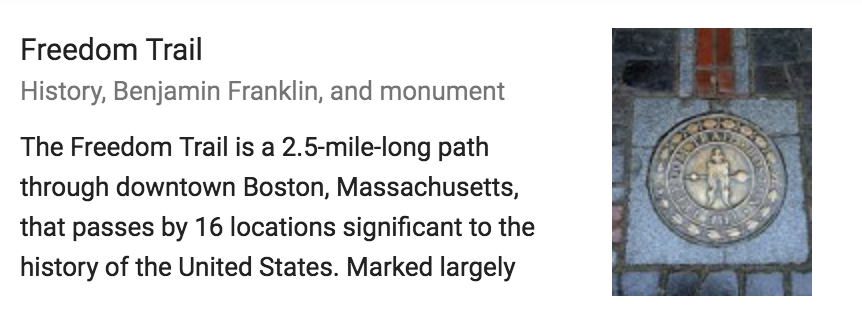 Freedom Trail
History, Benjamin Franklin, and monument
The Freedom Trail is a 2.5-mile-long path
through downtown Boston, Massachusetts,
that passes by 16 locations significant to the
history of the United States. Marked largely